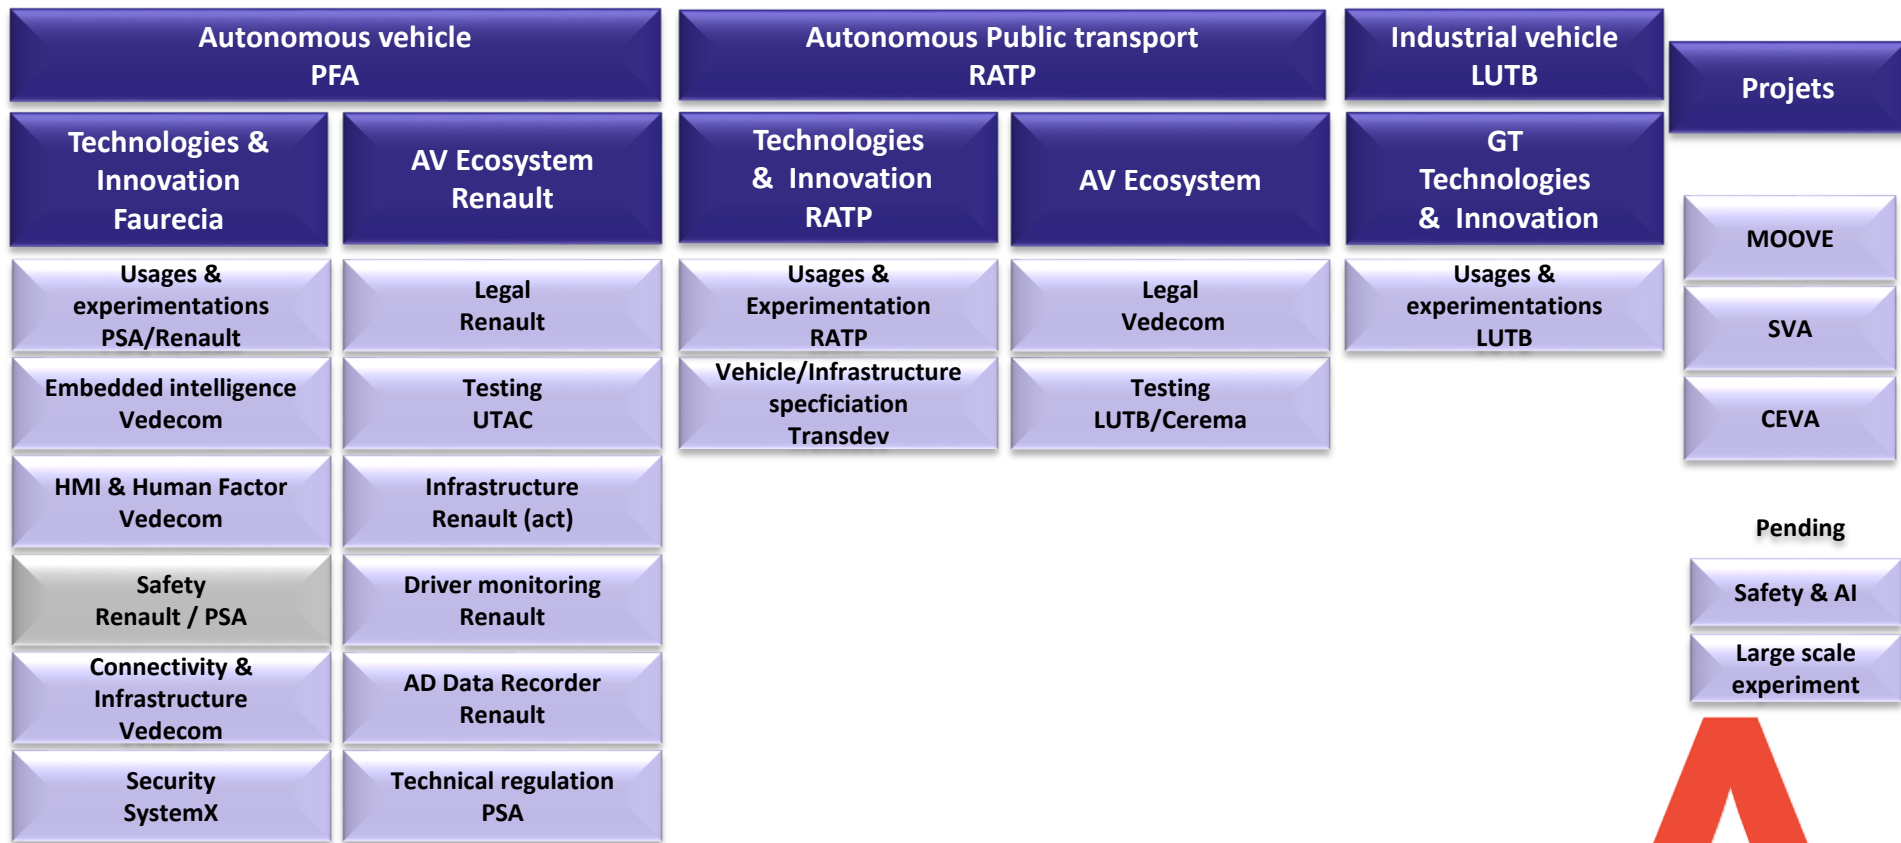 Autonomous vehicle
PFA
Autonomous Public transport
RATP
Industrial vehicle
LUTB
Projets
Technologies &
Innovation
Faurecia
AV Ecosystem
Renault
Technologies
& Innovation
RATP
AV Ecosystem
GT
Technologies
& Innovation
Usages &
experimentations
PSA/Renault
Legal
Renault
Usages &
Experimentation
RATP
Legal
Vedecom
Usages &
experimentations
LUTB
MOOVE
SVA
CEVA
Embedded intelligence
Vedecom
Testing
UTAC
Vehicle/Infrastructure
specficiation
Transdev
Testing
LUTB/Cerema
HMI & Human Factor
Vedecom
Infrastructure
Renault (act)
Safety
Renault / PSA
Driver monitoring
Renault
Connectivity &
Infrastructure
Vedecom
AD Data Recorder
Renault
Security
SystemX
Technical regulation
PSA
Pending
Safety & AI
Large scale
experiment